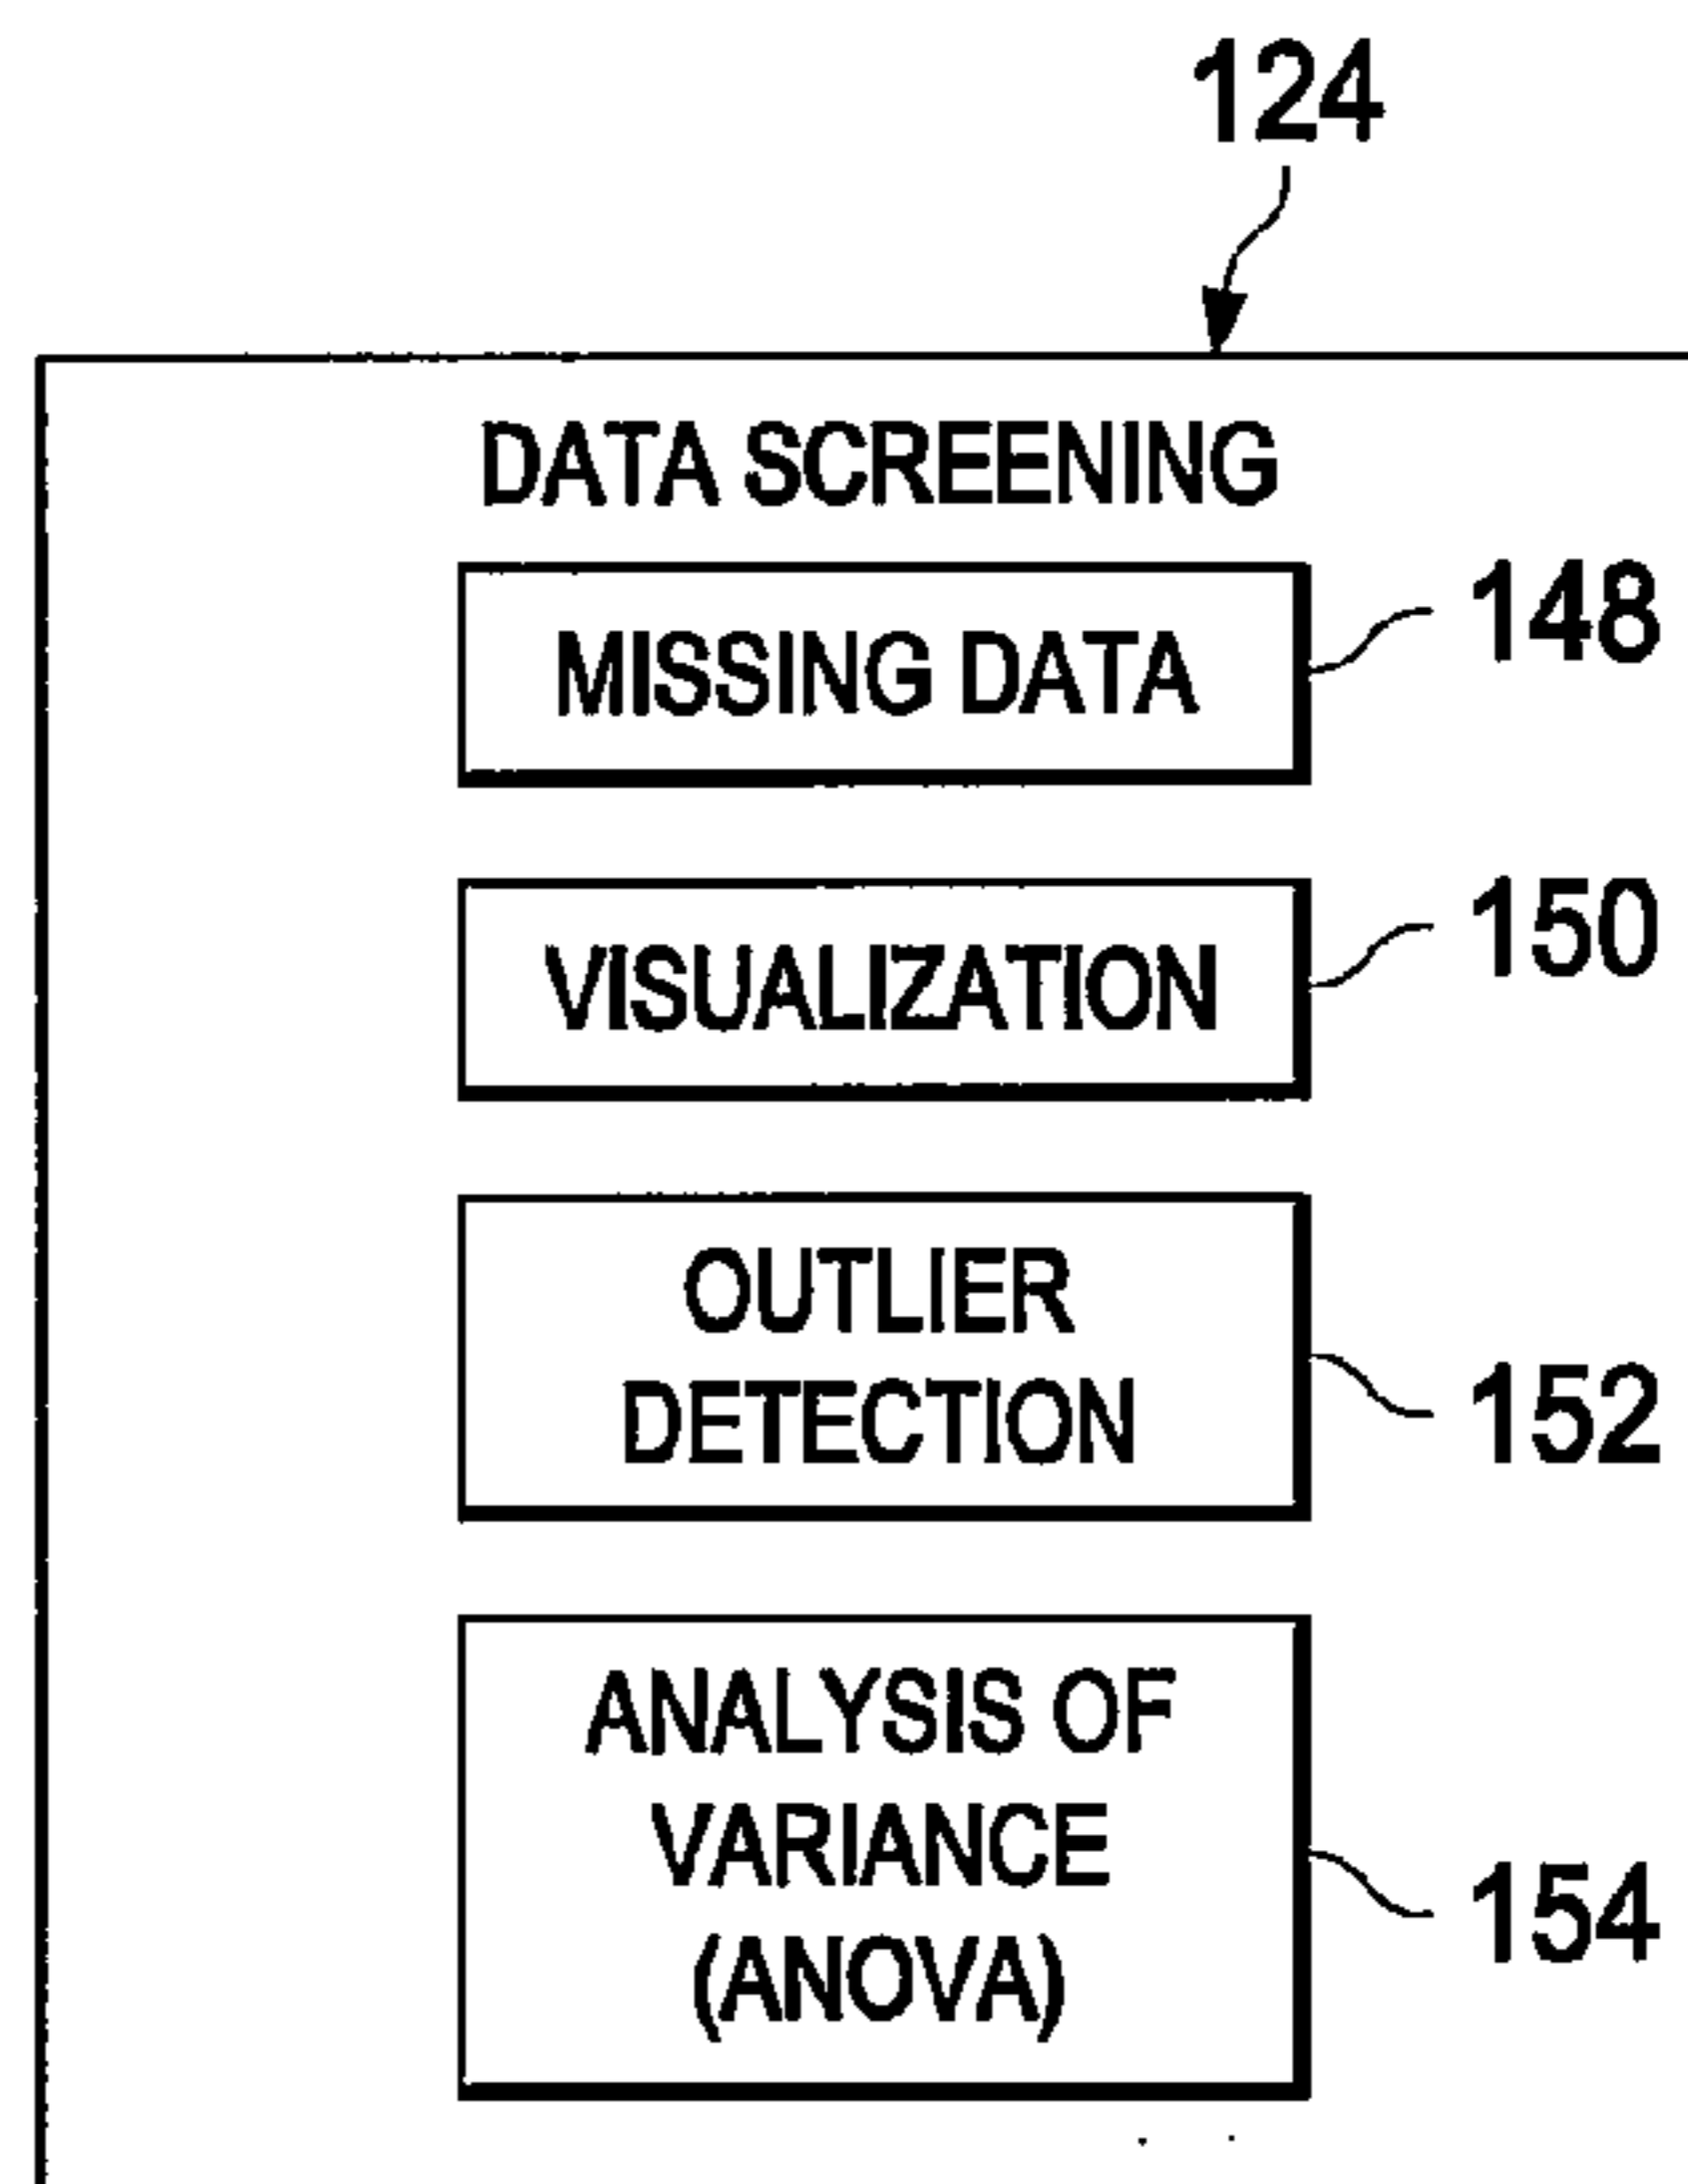 124
DATA SCREENING
MISSING DATA
148
VISUALIZATION
150
OUTLIER
DETECTION
152
ANALYSIS OF
VARIANCE
(ANOVA)
154